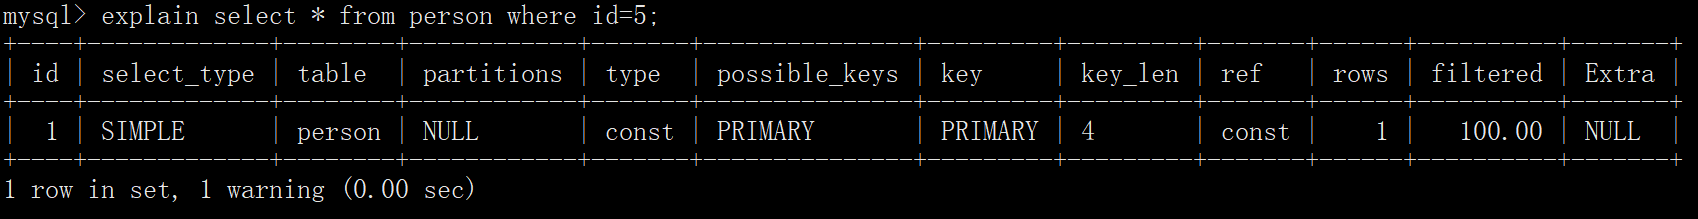 mysql> explain select * from person where id=5;
+----+-------------+--------+------------+-------+---------------+---------+---------+-------+------+----------+-------+
| id | select_type | table  | partitions | type  | possible_keys | key     | key_len | ref   | rows | filtered | Extra |
+----+-------------+--------+------------+-------+---------------+---------+---------+-------+------+----------+-------+
|  1 | SIMPLE      | person | NULL       | const | PRIMARY       | PRIMARY | 4       | const |    1 |   100.00 | NULL  |
+----+-------------+--------+------------+-------+---------------+---------+---------+-------+------+----------+-------+
1 row in set, 1 warning (0.00 sec)